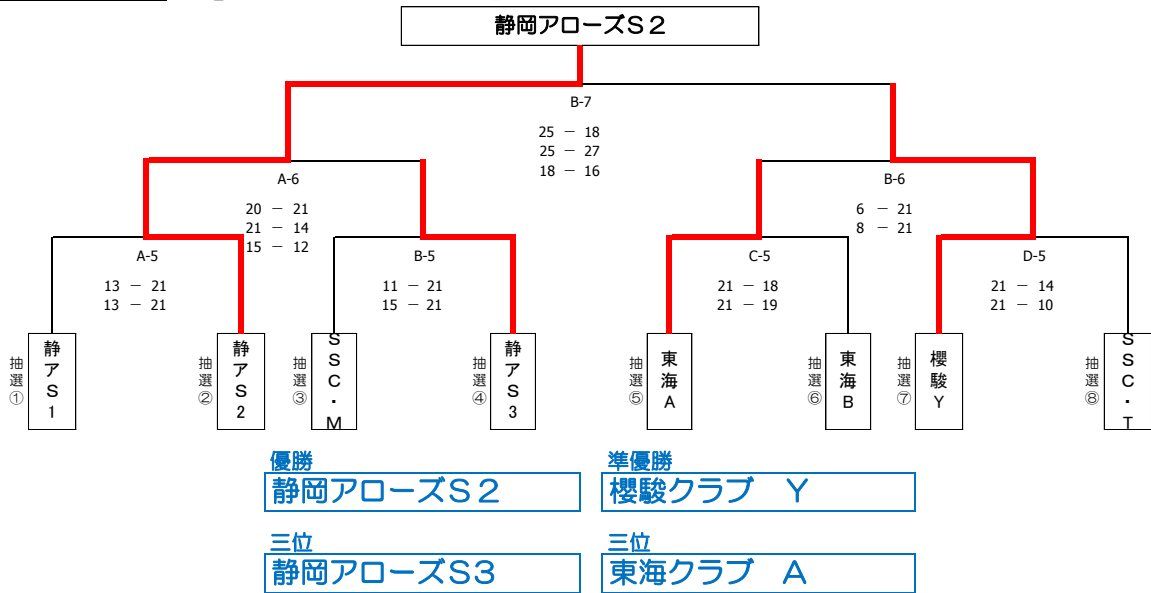 静岡アローズS2
B-7
25 － 18
25 － 27
18 － 16
A-6
20 － 21
21 － 14
15 － 12
B-6
6 － 21
8 － 21
A-5
13 － 21
13 － 21
B-5
11 － 21
15 － 21
C-5
21 － 18
21 － 19
D-5
21 － 14
21 － 10
抽選①
静アS1
抽選②
静アS2
抽選③
SSC・M
抽選④
静アS3
抽選⑤
東海A
抽選⑥
東海B
抽選⑦
櫻駿Y
抽選⑧
SSC・T
優勝
静岡アローズS2
準優勝
櫻駿クラブ　Y
三位
静岡アローズS3
三位
東海クラブ　A